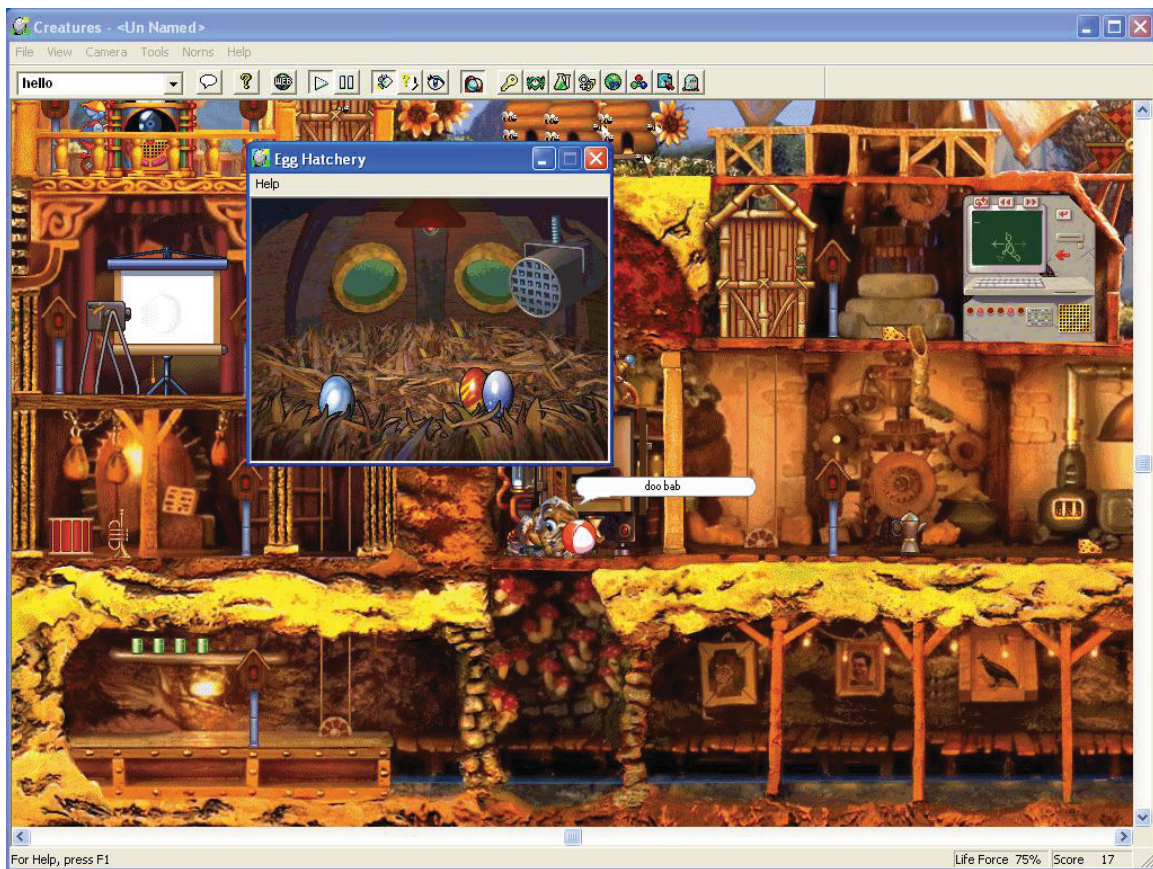 Creatures - <Un Named>
File View Camera Tools Norns Help
hello
WEB
Egg Hatchery
Help
doo bab
For Help, press F1
Life Force 75% Score 17